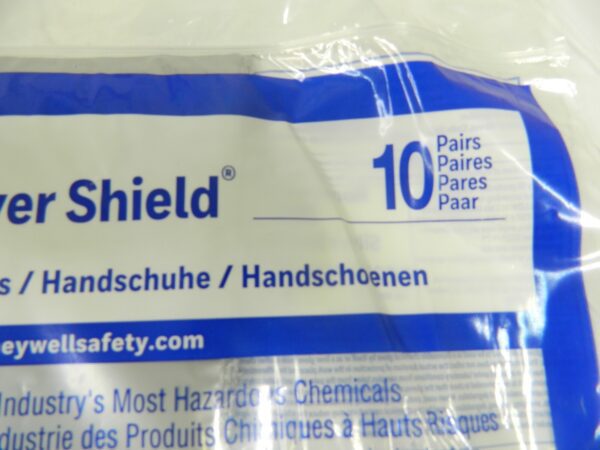 ver Shield®
10 Pairs
Paires
Pares
Paar
s / Handschuhe / Handschoenen
eywellsafety.com
Industry's Most Hazardous Chemicals
dustrie des Produits Chimiques à Hauts Risques